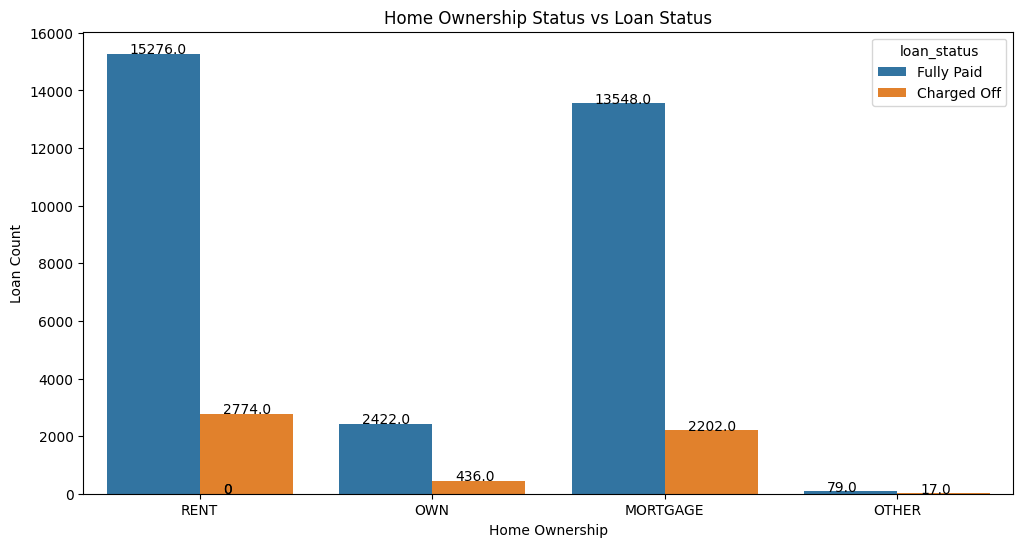 Home Ownership Status vs Loan Status
loan_status
Fully Paid
Charged Off
Loan Count
16000
14000
12000
10000
8000
6000
4000
2000
0
15276.0
2774.0
0
2422.0
436.0
13548.0
2202.0
79.0
17.0
RENT
OWN
MORTGAGE
OTHER
Home Ownership